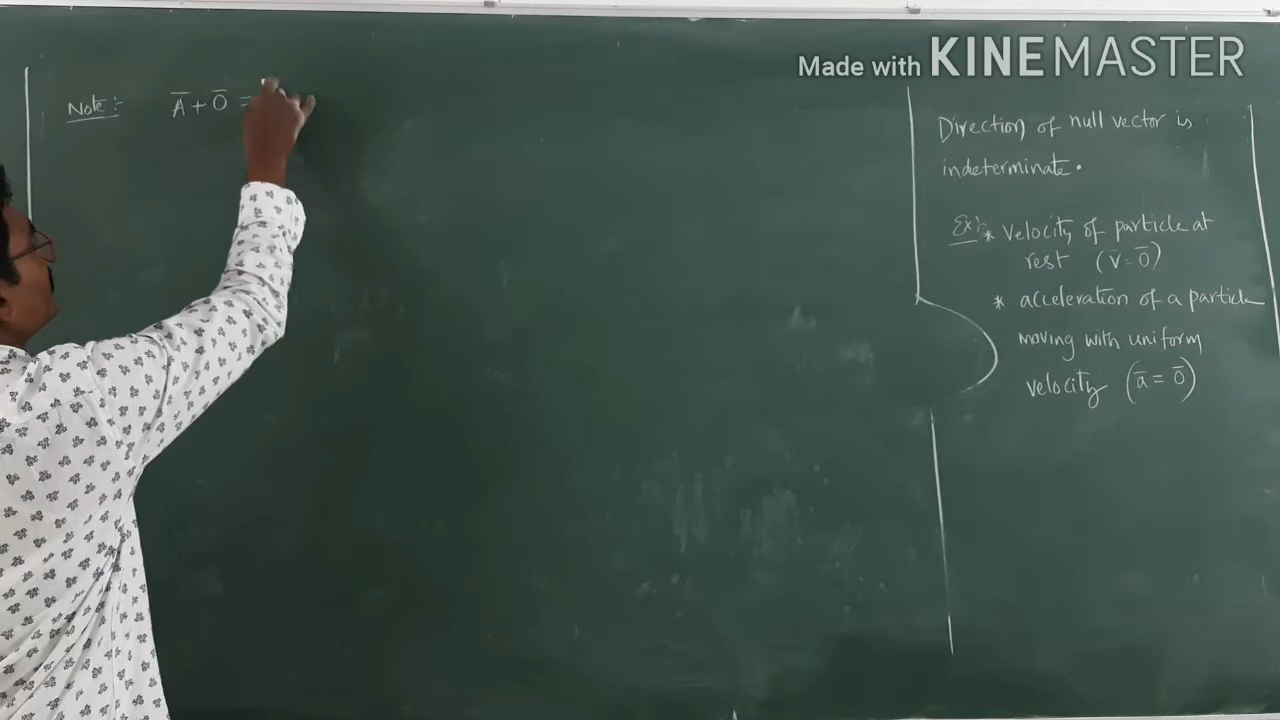 Made with KINEMASTER
Note :- A̅ + O̅ =
Direction of null vector is
indeterminate.
Ex:- * velocity of particle at
rest (v̅ = O̅)
* acceleration of a particle
moving with uniform
velocity (a̅ = O̅)